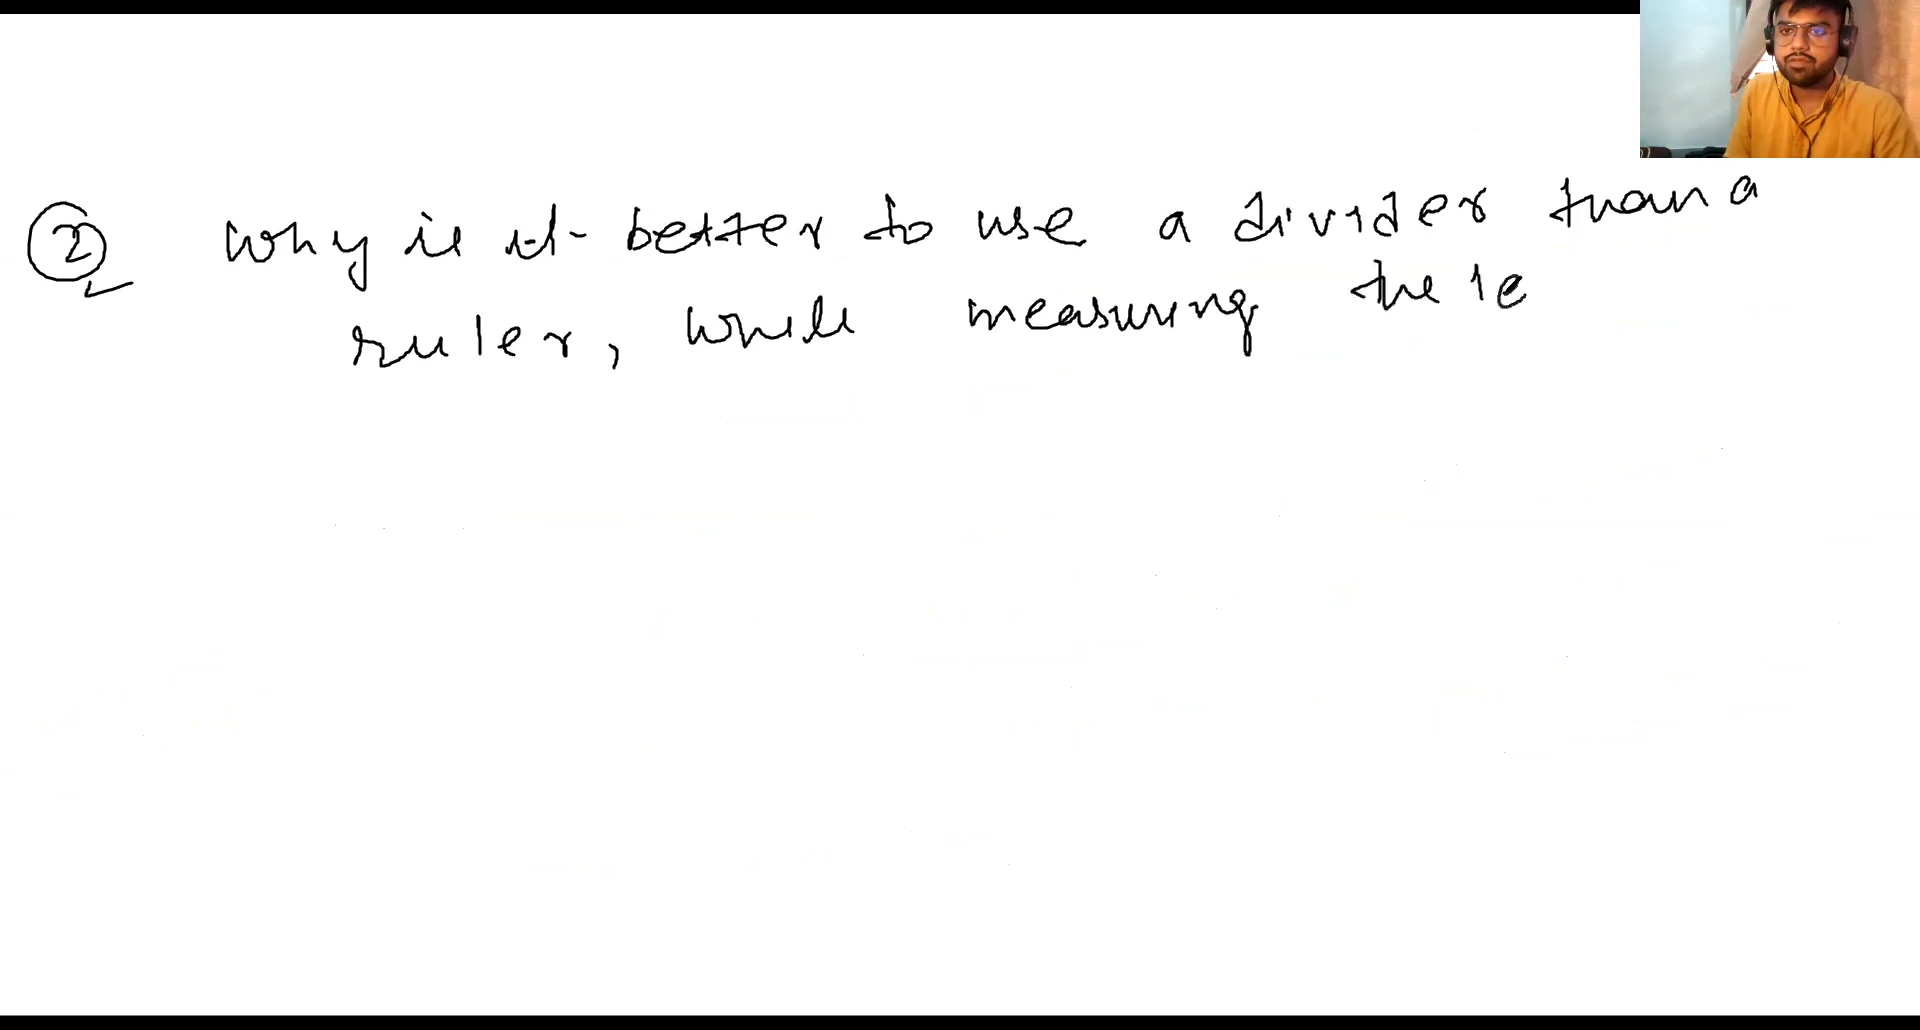 ② Why is it better to use a divider than a
ruler, while measuring the le